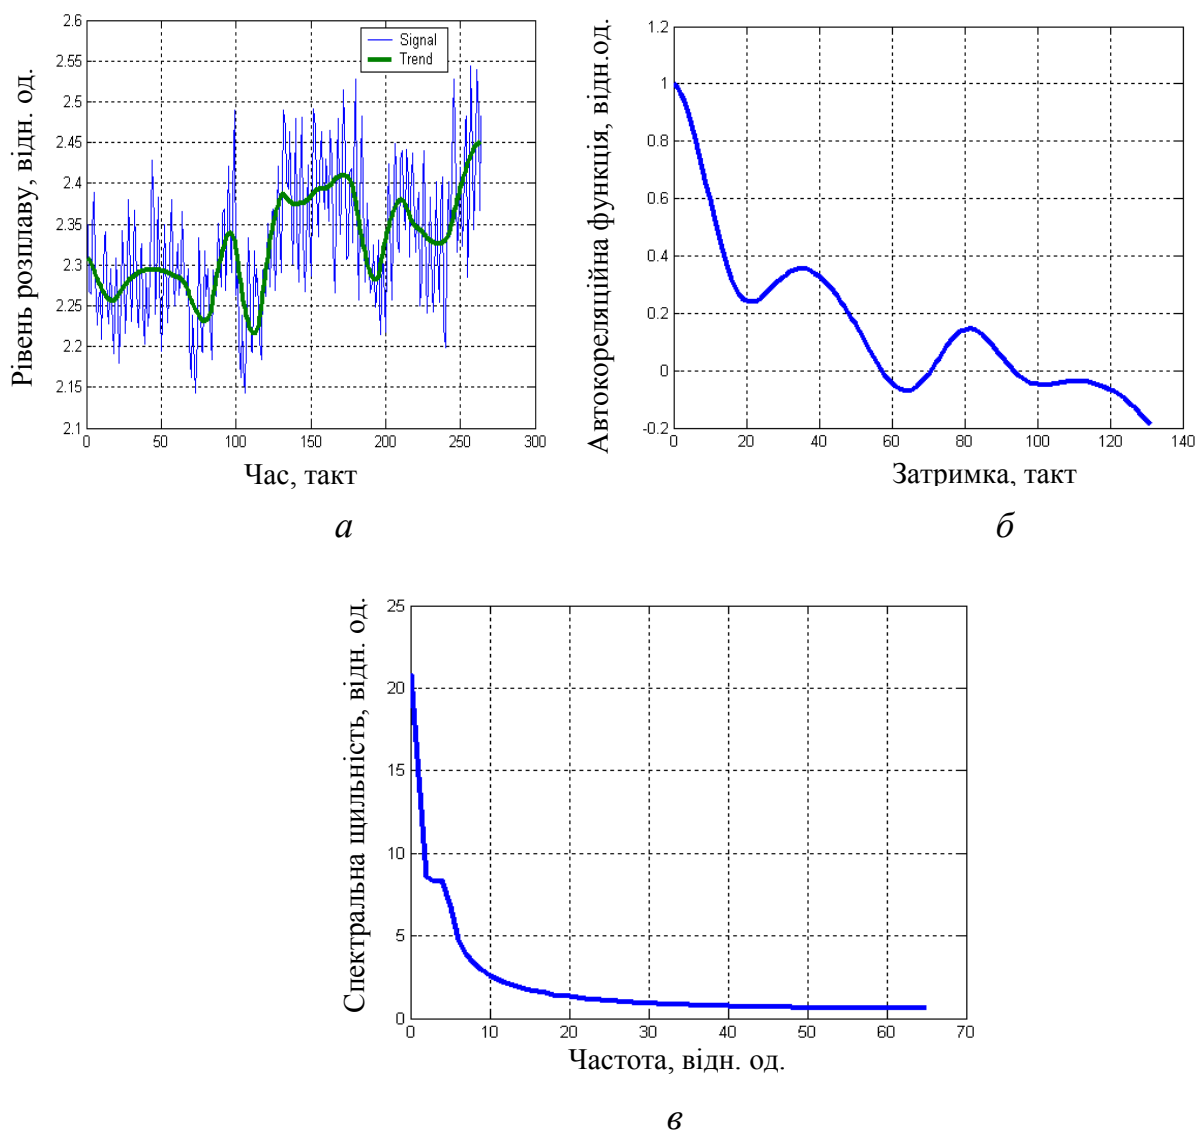 Рівень розплаву, відн. од.
2.6
2.55
2.5
2.45
2.4
2.35
2.3
2.25
2.2
2.15
2.1
Signal
Trend
0 50 100 150 200 250 300
Час, такт
а
Автокореляційна функція, відн.од.
1.2
1
0.8
0.6
0.4
0.2
0
-0.2
0 20 40 60 80 100 120 140
Затримка, такт
б
Спектральна щильність, відн. од.
25
20
15
10
5
0
0 10 20 30 40 50 60 70
Частота, відн. од.
в